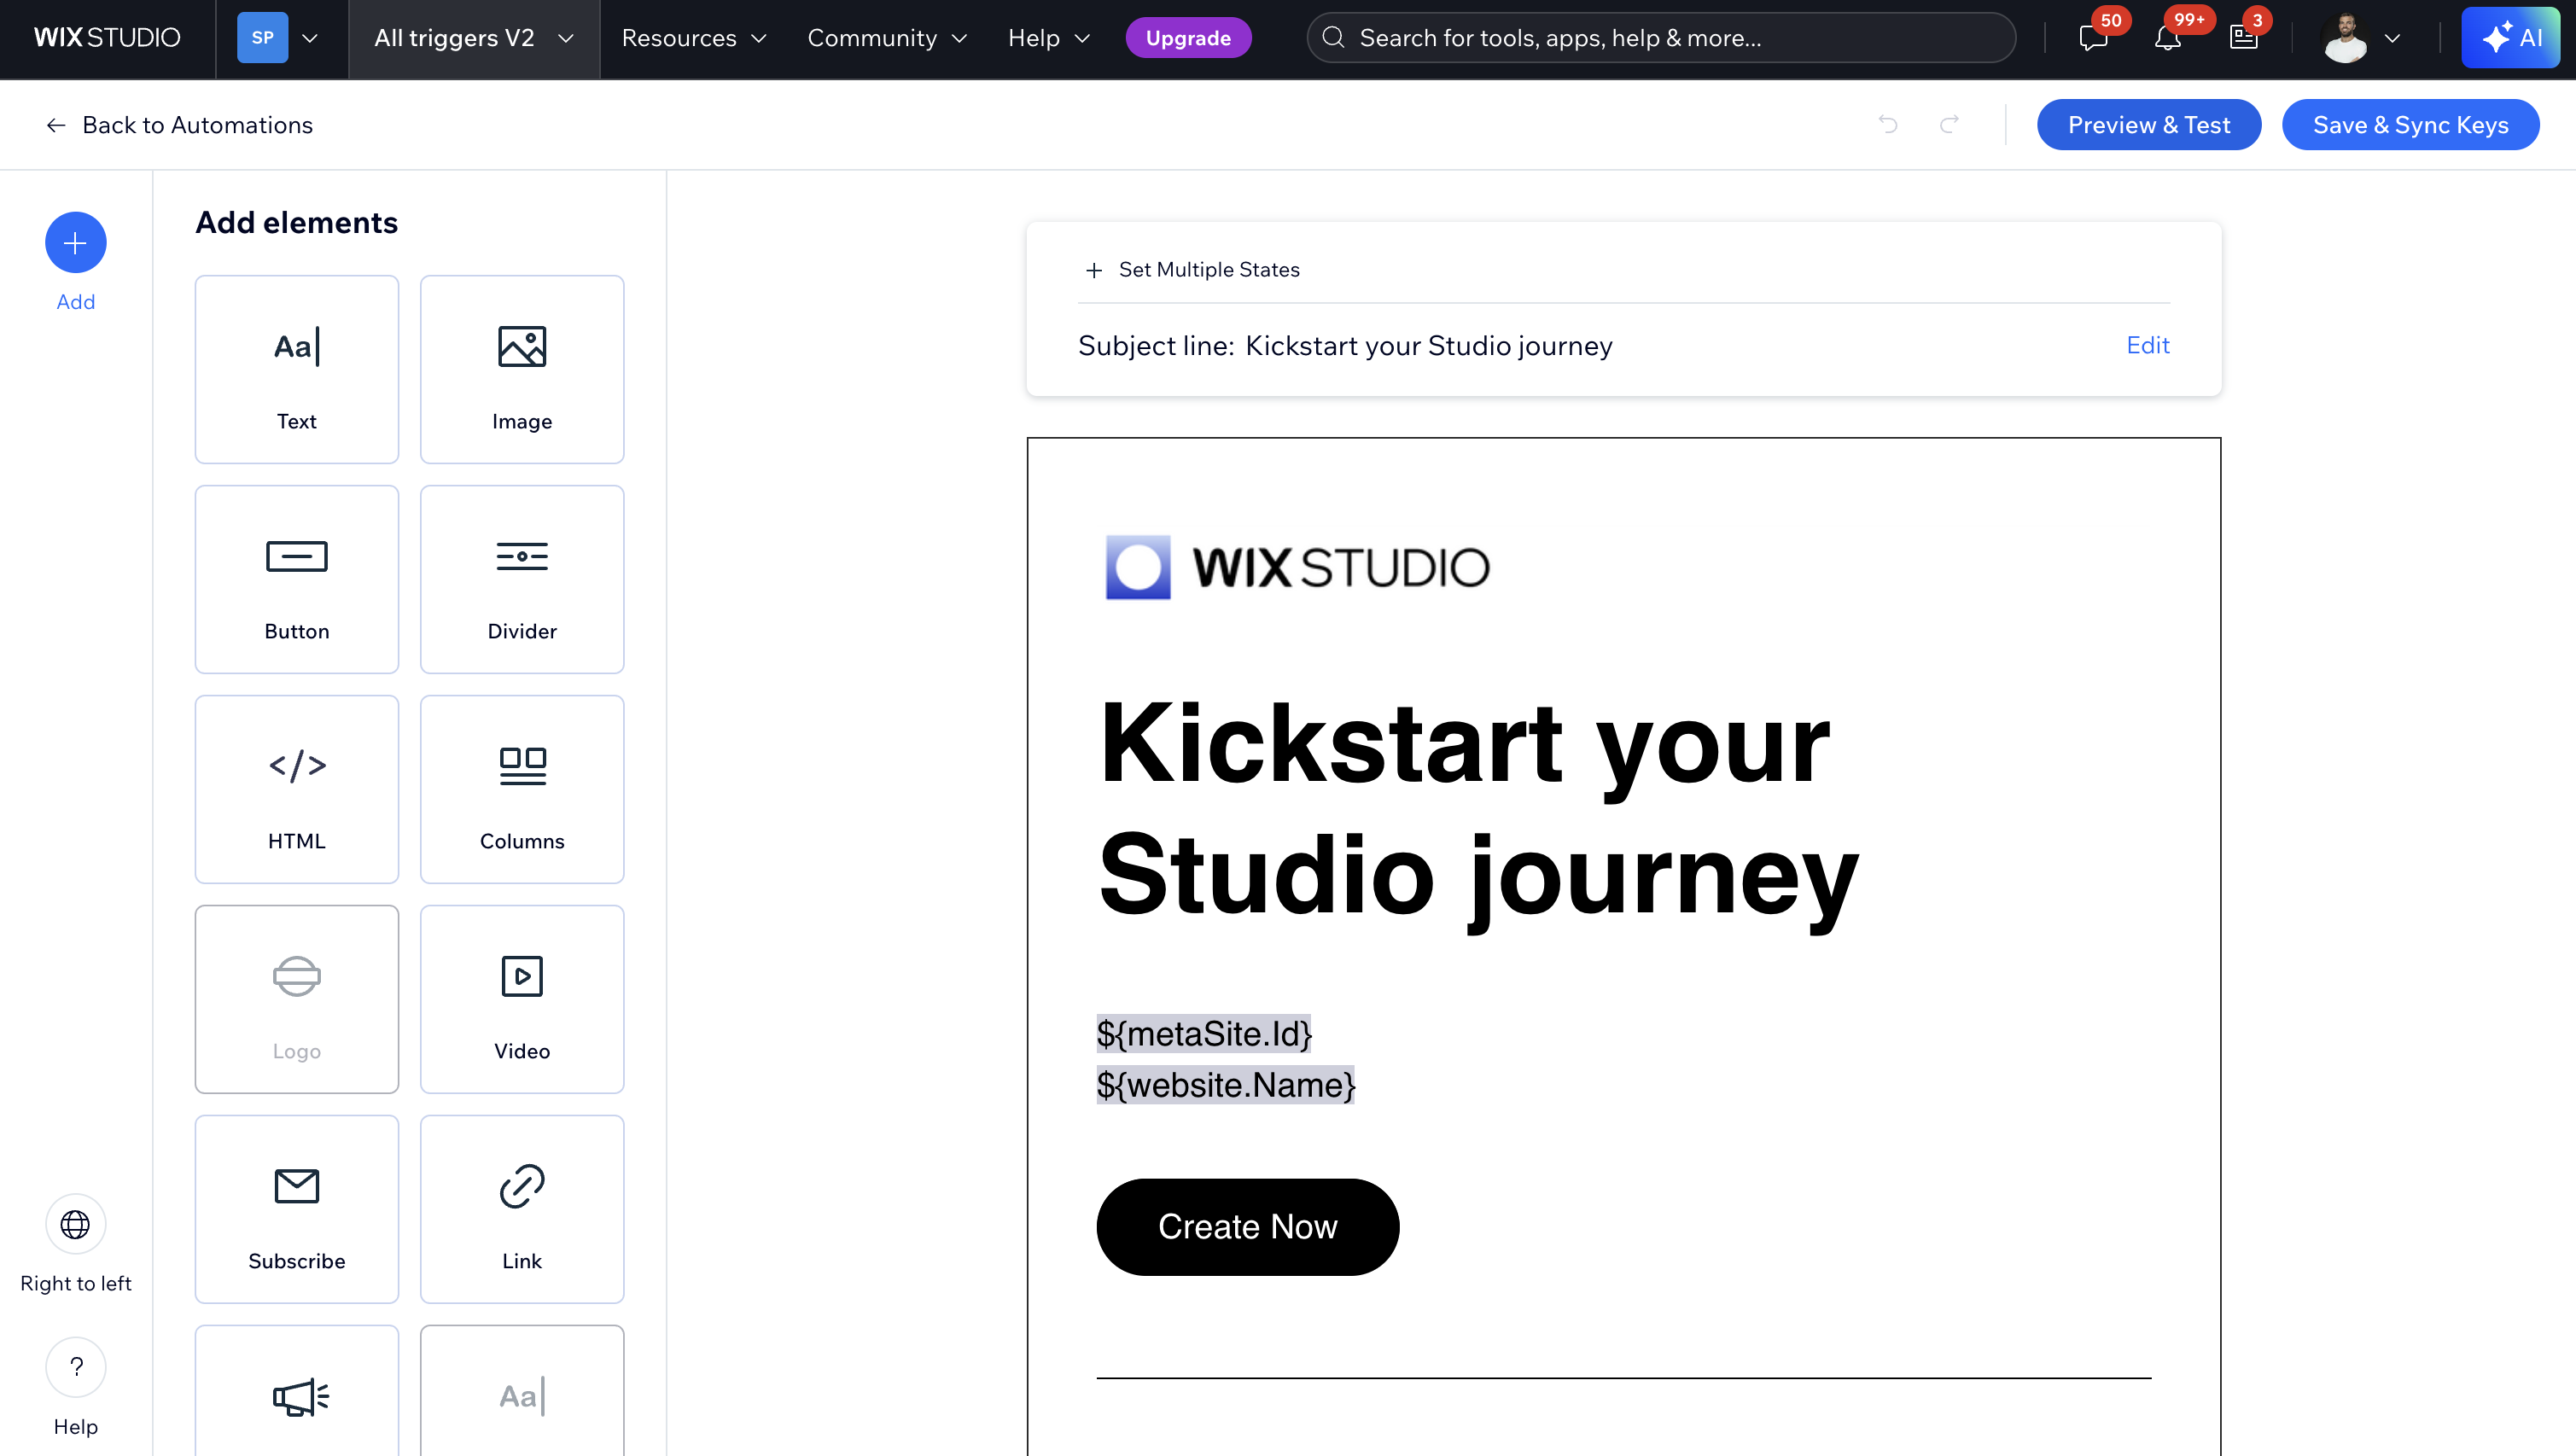 WIX STUDIO
SP
All triggers V2
Resources
Community
Help
Upgrade
Search for tools, apps, help & more...
50
99+
3
AI
Back to Automations
Preview & Test
Save & Sync Keys
Add
Add elements
Text
Image
Button
Divider
HTML
Columns
Logo
Video
Subscribe
Link
Aa
Aa
Right to left
?
Help
Set Multiple States
Subject line: Kickstart your Studio journey
Edit
WIX STUDIO
Kickstart your
Studio journey
${metaSite.Id}
${website.Name}
Create Now